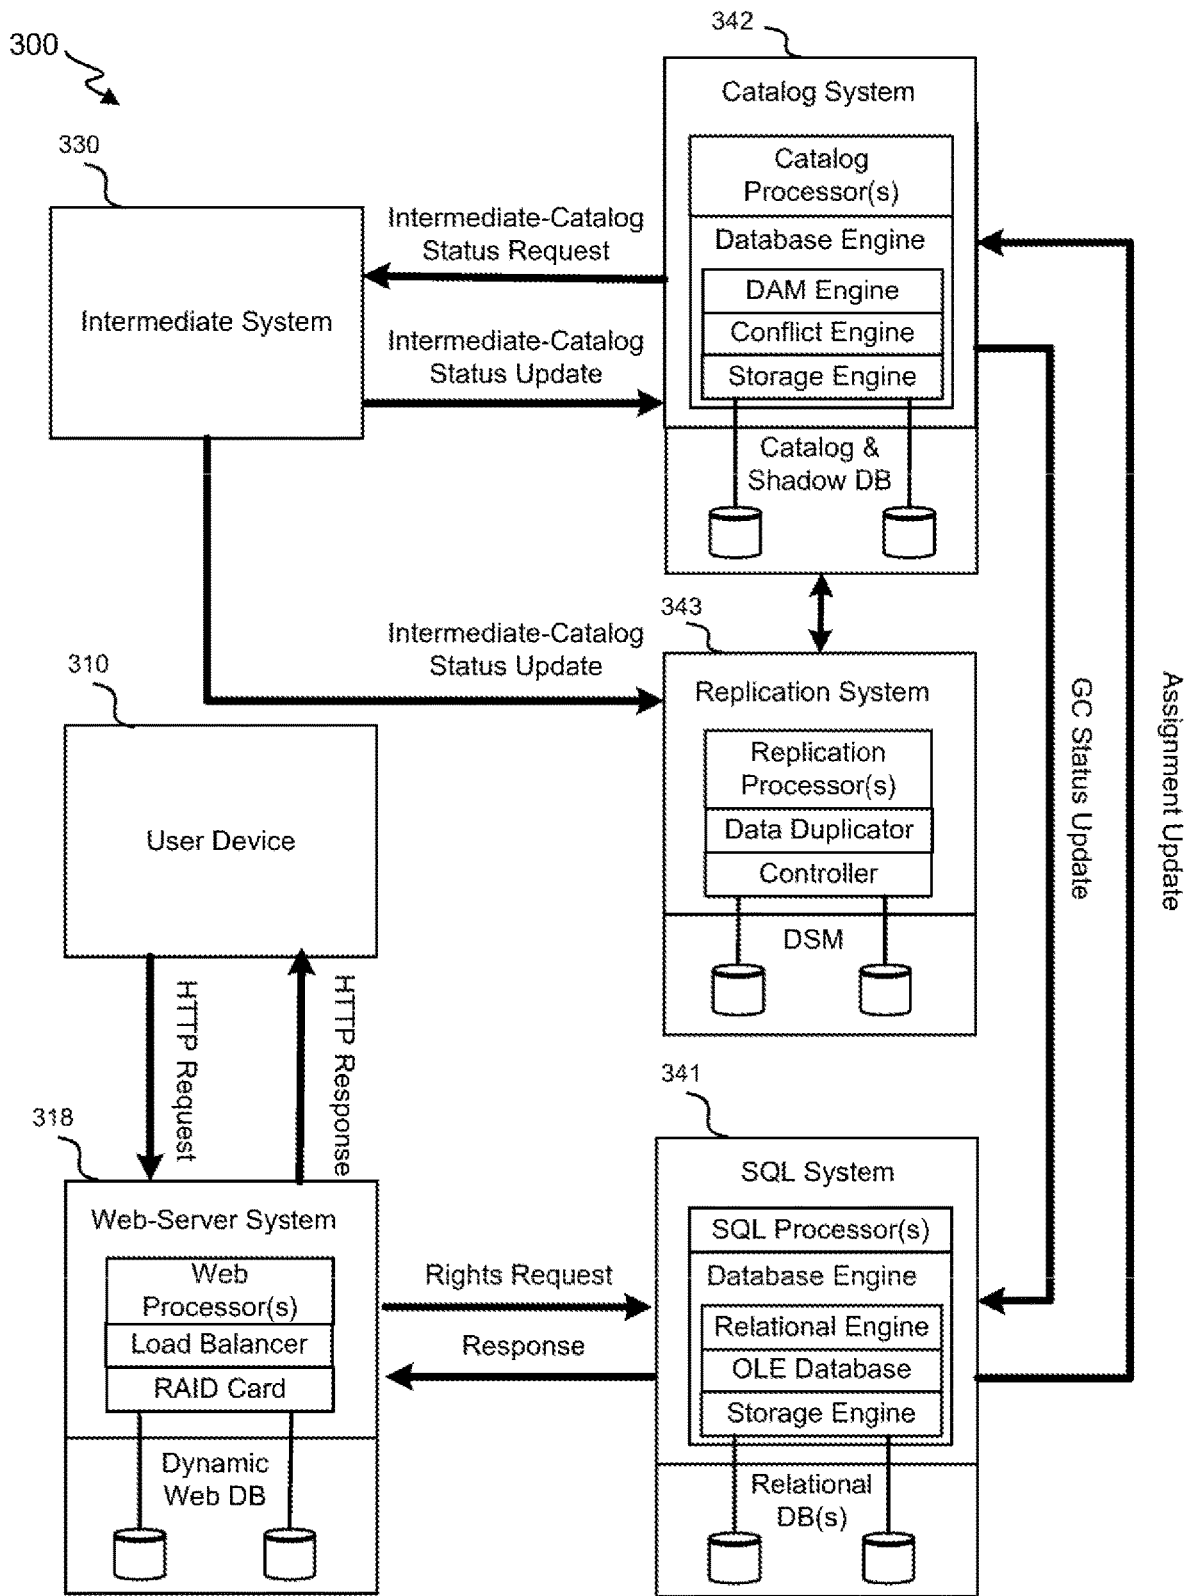 300
342
Catalog System
Catalog
Processor(s)
Database Engine
DAM Engine
Conflict Engine
Storage Engine
Catalog &
Shadow DB
330
Intermediate System
Intermediate-Catalog
Status Request
Intermediate-Catalog
Status Update
Intermediate-Catalog
Status Update
343
Replication System
Replication
Processor(s)
Data Duplicator
Controller
DSM
GC Status Update
Assignment Update
310
User Device
HTTP Request
HTTP Response
318
Web-Server System
Web
Processor(s)
Load Balancer
RAID Card
Dynamic
Web DB
Rights Request
Response
341
SQL System
SQL Processor(s)
Database Engine
Relational Engine
OLE Database
Storage Engine
Relational
DB(s)